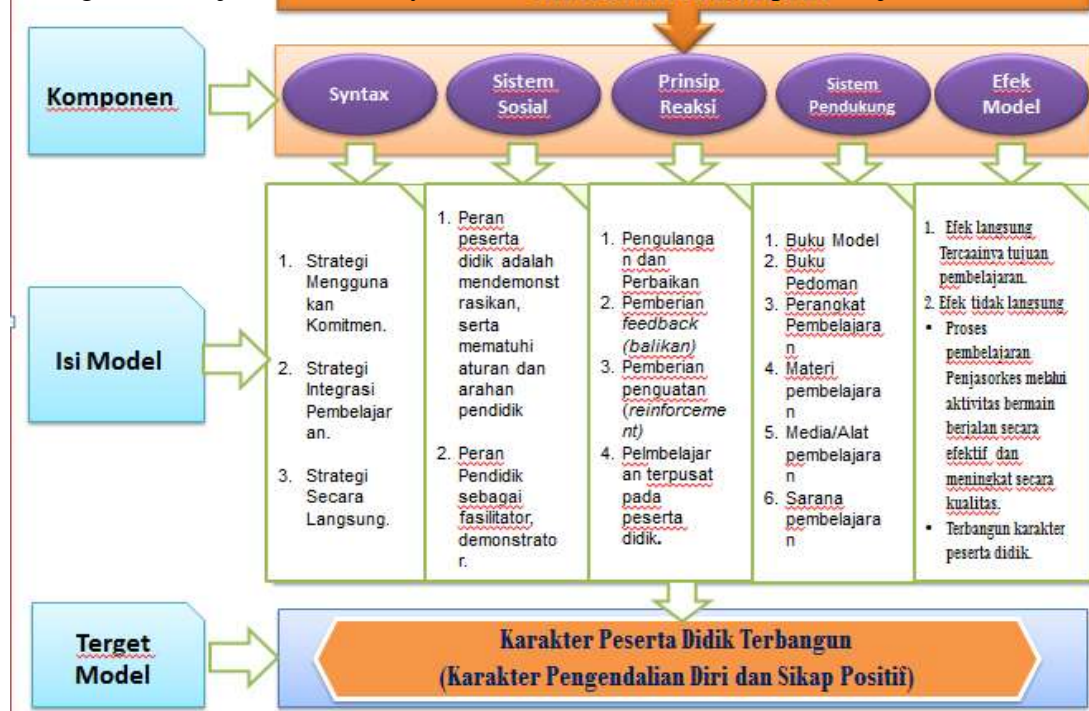 Komponen
Syntax
Sistem
Sosial
Prinsip
Reaksi
Sistem
Pendukung
Efek
Model
Isi Model
1. Strategi
Mengguna
kan
Komitmen.
2. Strategi
Integrasi
Pembelajar
an.
3. Strategi
Secara
Langsung.
1. Peran
peserta
didik adalah
mendemonst
rasikan,
serta
mematuhi
aturan dan
arahan
pendidik
2. Peran
Pendidik
sebagai
fasilitator,
demonstrato
r.
1. Pengulanga
n dan
Perbaikan
2. Pemberian
feedback
(balikan)
3. Pemberian
penguatan
(reinforceme
nt)
4. Pelmbelajar
an terpusat
pada
peserta
didik.
1. Buku Model
2. Buku
Pedoman
3. Perangkat
Pembelajara
n
4. Materi
pembelajara
n
5. Media/Alat
pembelajara
n
6. Sarana
pembelajara
n
1. Efek langsung
Tercaainya tujuan
pembelajaran.
2. Efek tidak langsung
• Proses
pembelajaran
Penjasorkes melalui
aktivitas bermain
berjalan secara
efektif dan
meningkat secara
kualitas.
• Terbangun karakter
peserta didik.
Terget
Model
Karakter Peserta Didik Terbangun
(Karakter Pengendalian Diri dan Sikap Positif)